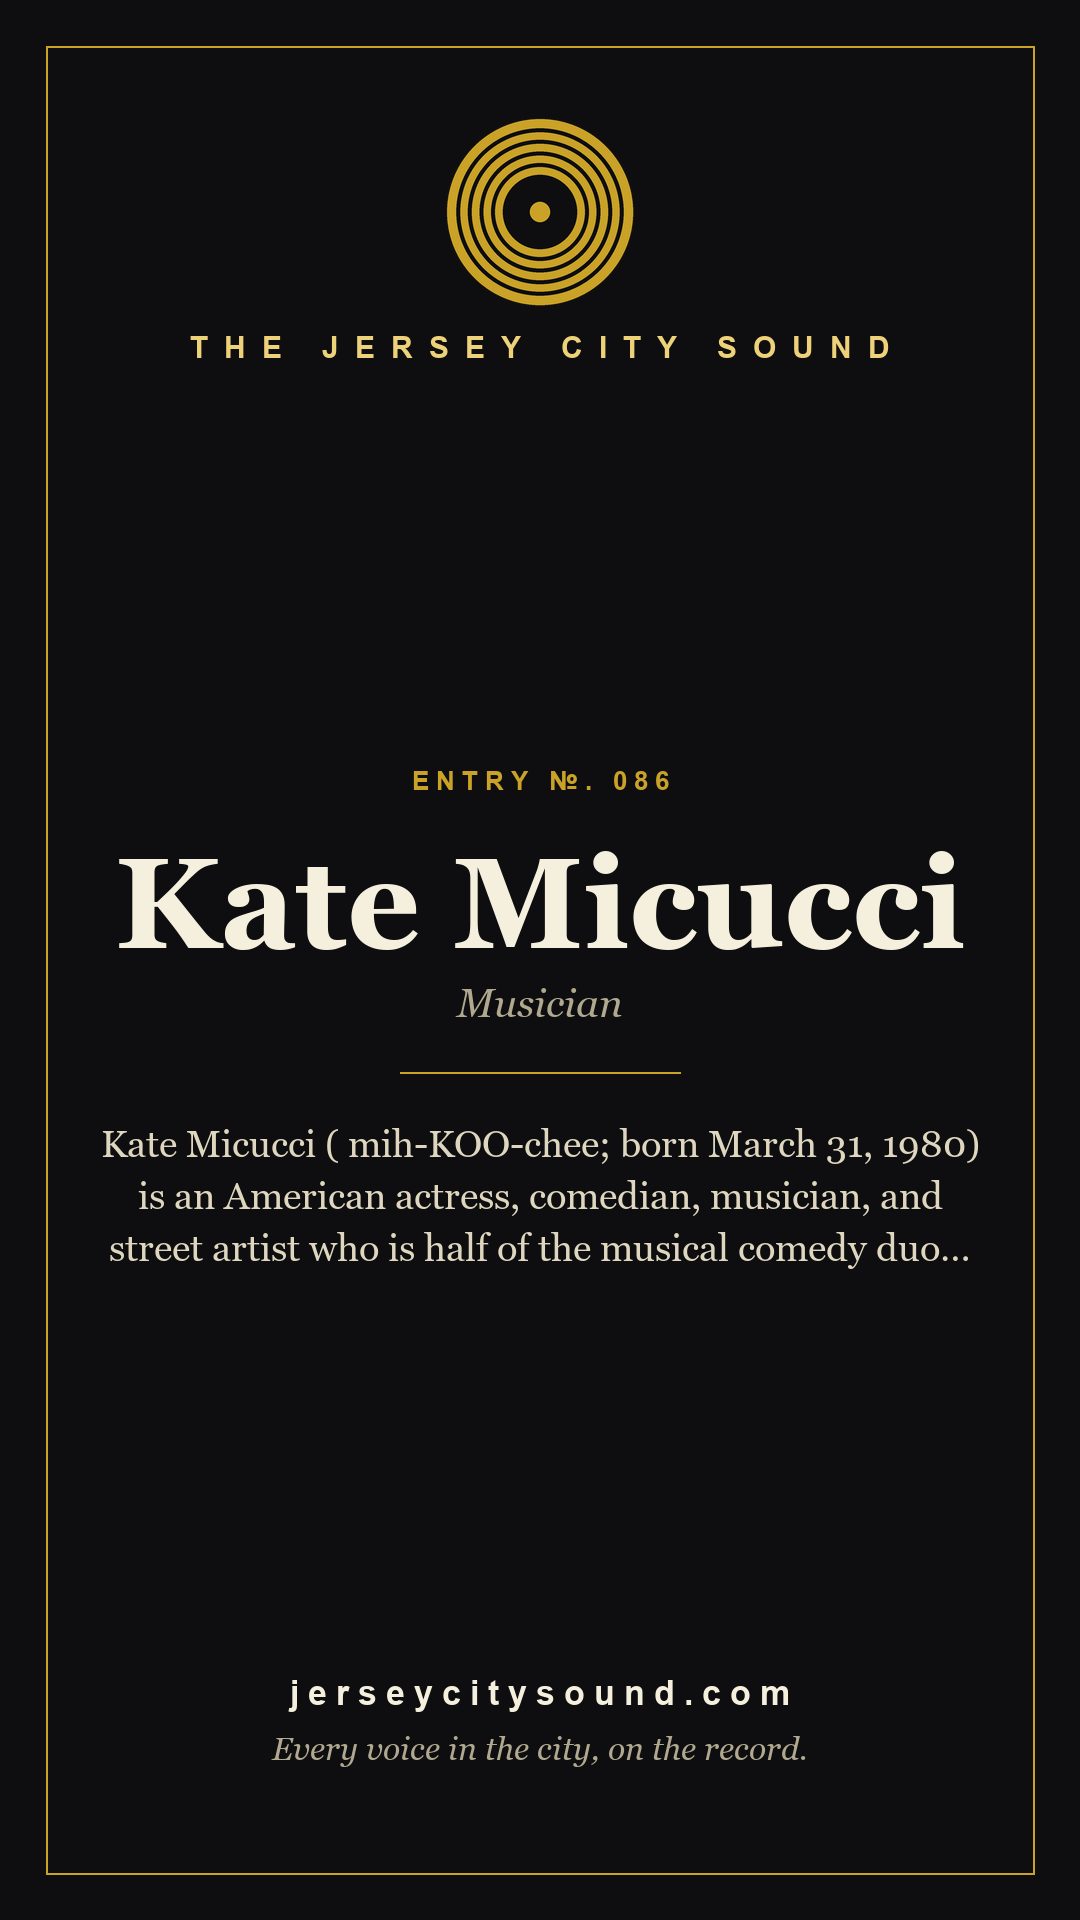 THE JERSEY CITY SOUND
ENTRY №. 086
Kate Micucci
Musician
Kate Micucci ( mih-KOO-chee; born March 31, 1980)
is an American actress, comedian, musician, and
street artist who is half of the musical comedy duo…
jerseycitysound.com
Every voice in the city, on the record.